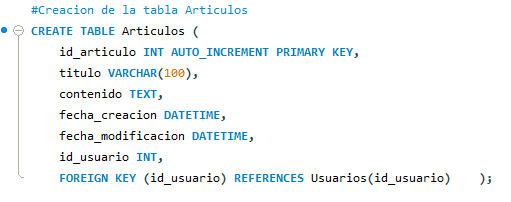 #Creacion de la tabla Articulos
CREATE TABLE Articulos (
id_articulo INT AUTO_INCREMENT PRIMARY KEY,
titulo VARCHAR(100),
contenido TEXT,
fecha_creacion DATETIME,
fecha_modificacion DATETIME,
id_usuario INT,
FOREIGN KEY (id_usuario) REFERENCES Usuarios(id_usuario)    );